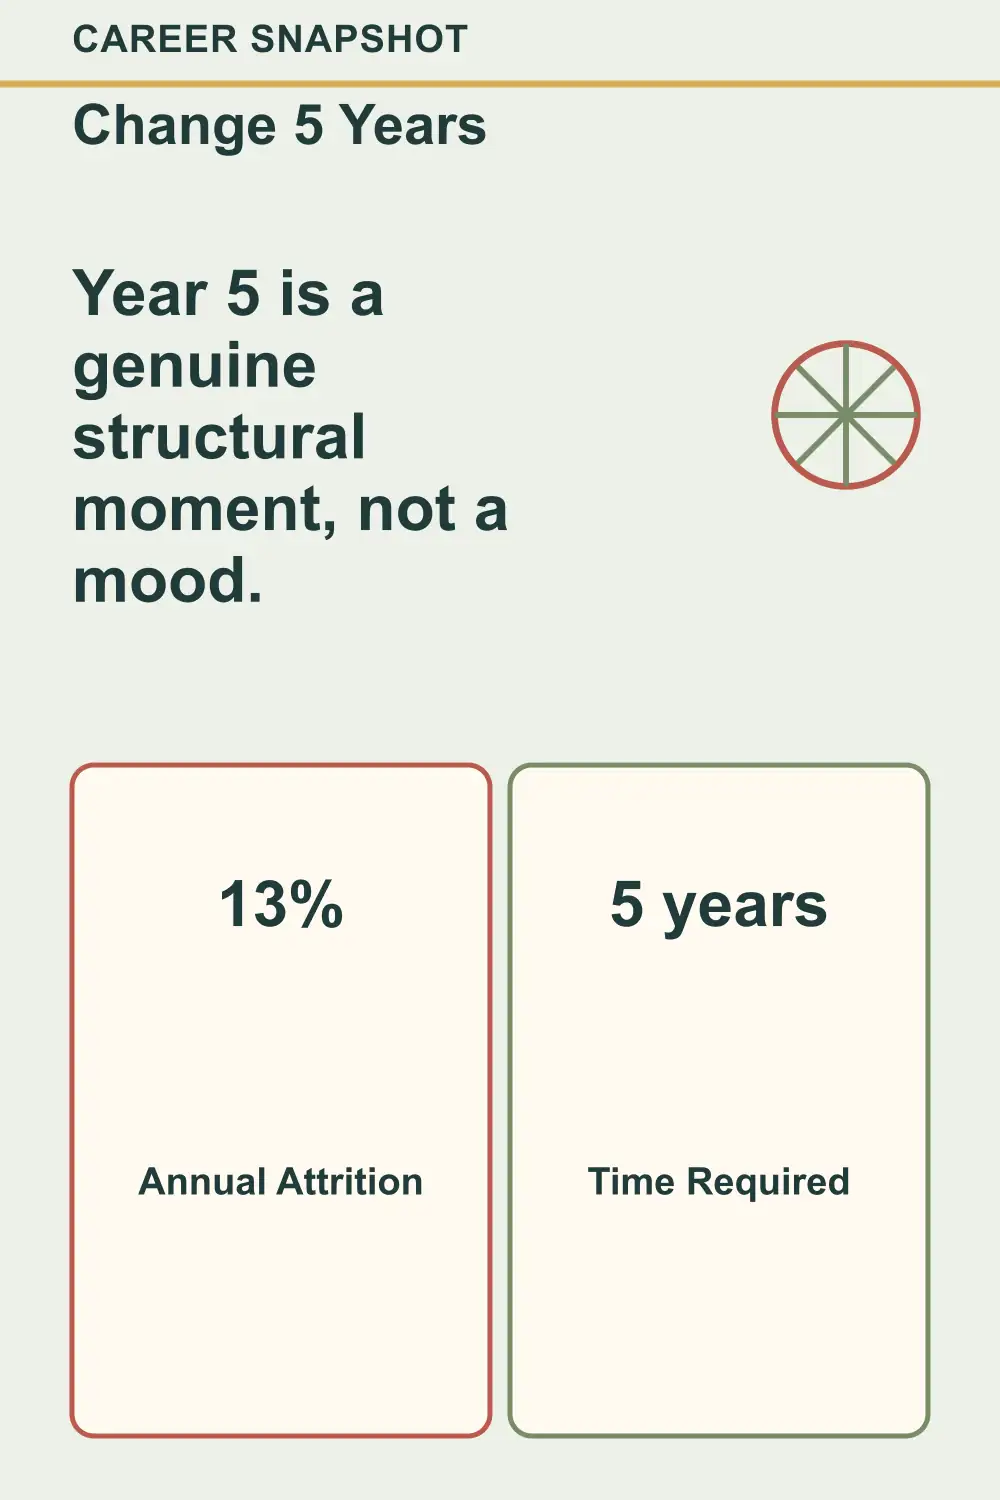 CAREER SNAPSHOT
Change 5 Years
Year 5 is a
genuine
structural
moment, not a
mood.
13%
Annual Attrition
5 years
Time Required